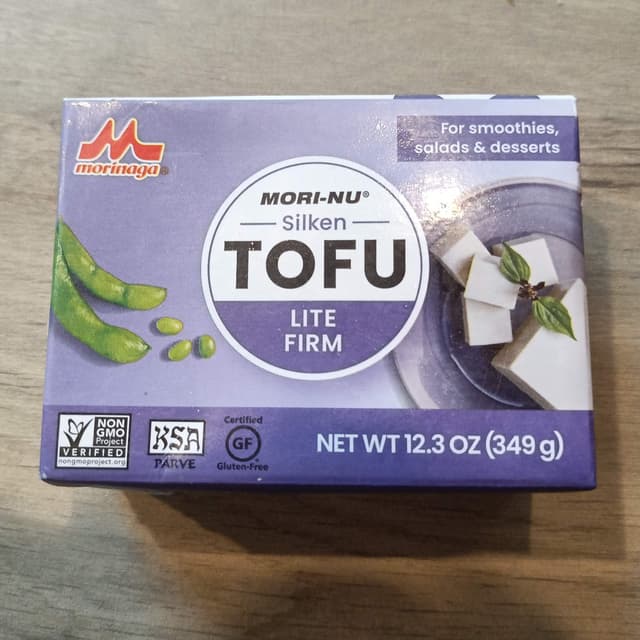 morinaga®
For smoothies,
salads & desserts
MORI-NU®
Silken
TOFU
LITE
FIRM
NON
GMO
Project
VERIFIED
nongmoproject.org
KSA
PARVE
Certified
GF
Gluten-Free
NET WT 12.3 OZ (349 g)